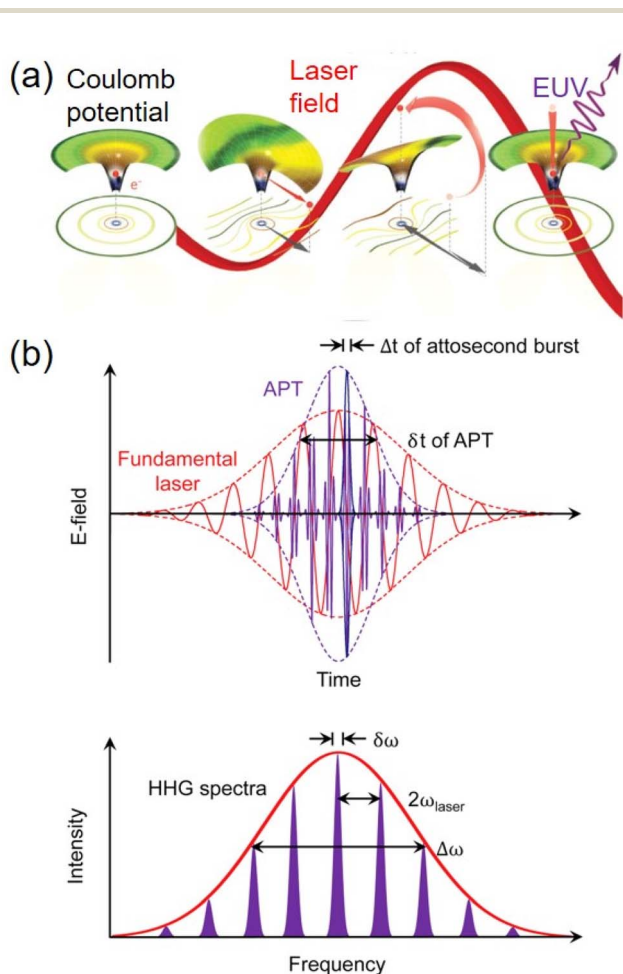 (a)
Coulomb
potential
Laser
field
EUV
e⁻
(b)
Δt of attosecond burst
APT
δt of APT
Fundamental
laser
E-field
Time
δω
HHG spectra
2ω_laser
Δω
Intensity
Frequency